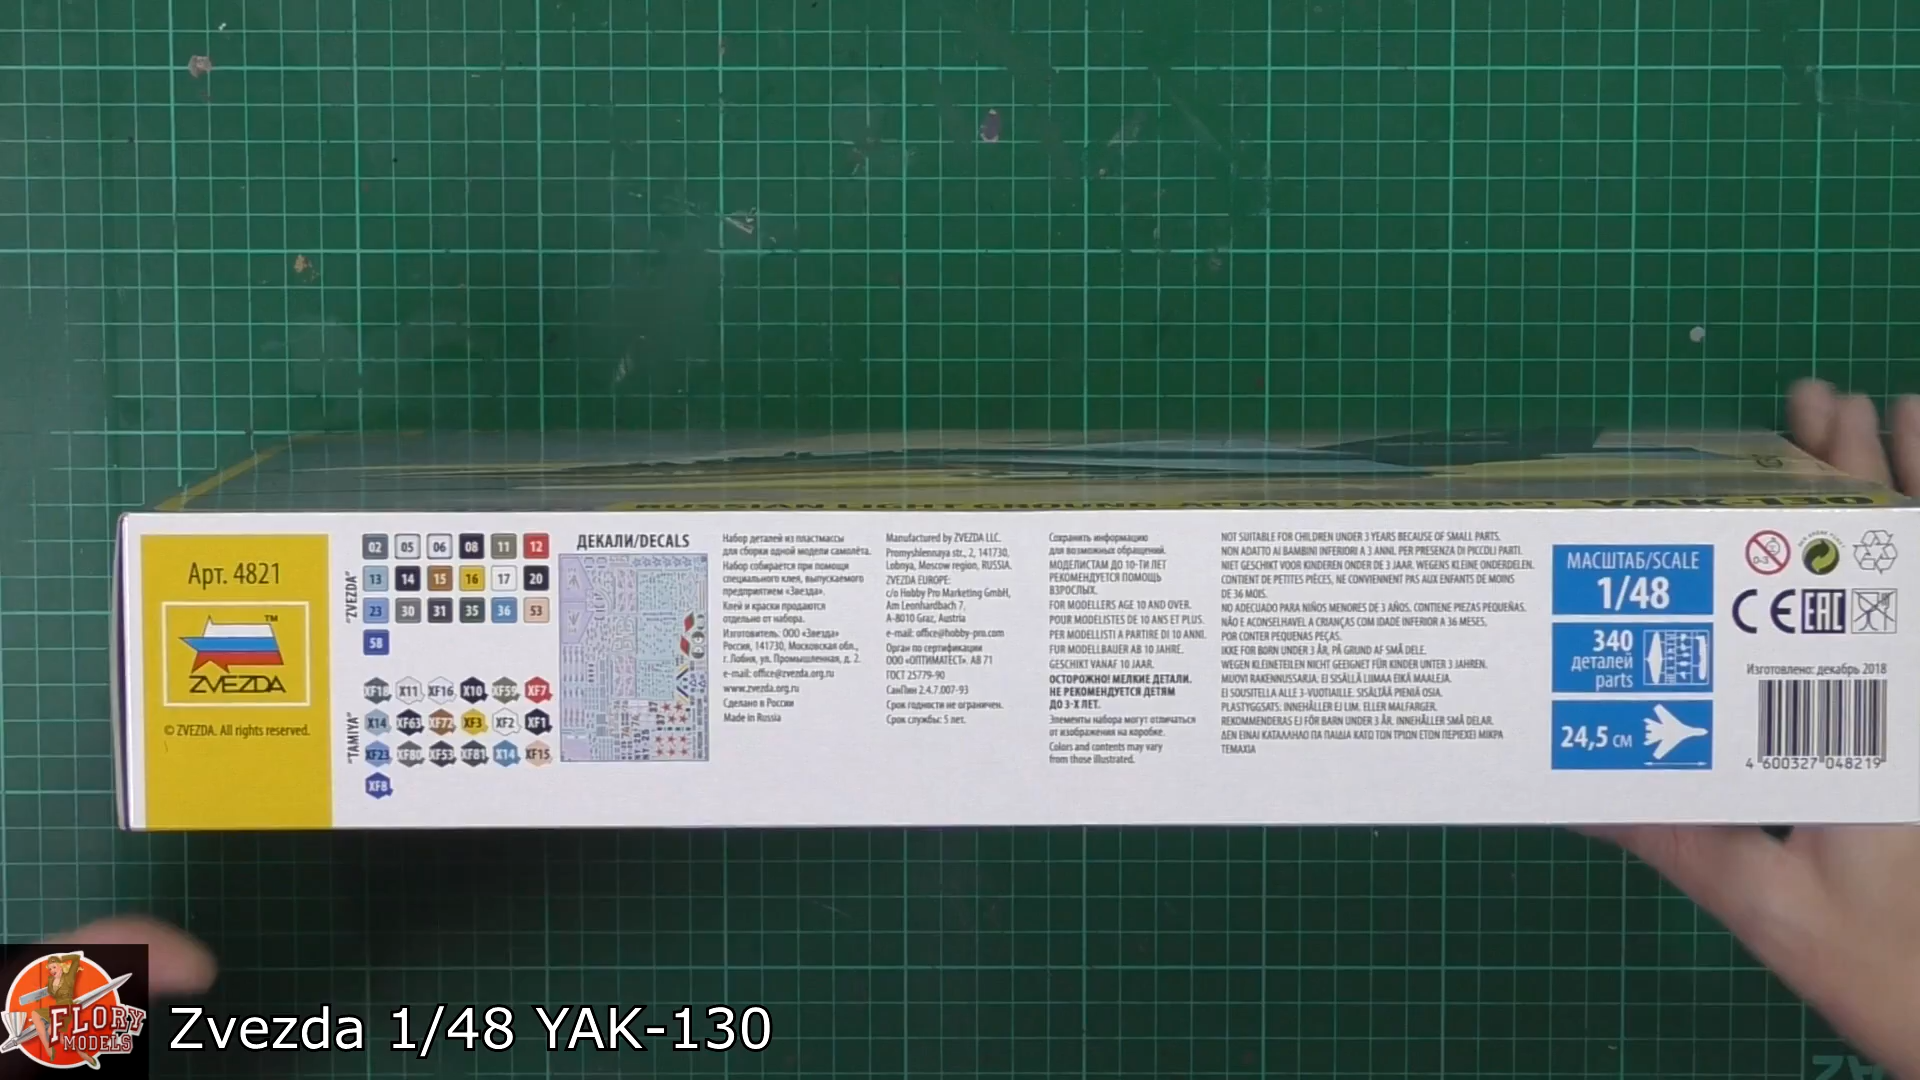 RUSSIAN LIGHT GROUND ATTACK AIRCRAFT YAK-130
Арт. 4821
TM
ZVEZDA
© ZVEZDA. All rights reserved.
"ZVEZDA"
02 05 06 08 11 12
13 14 15 16 17 20
23 30 31 35 36 53
58
"TAMIYA"
XF18 X11 XF16 X10 XF59 XF7
X14 XF63 XF72 XF3 XF2 XF1
XF23 XF80 XF53 XF81 X14 XF15
XF8
ДЕКАЛИ/DECALS
Набор деталей из пластмассы
для сборки одной модели самолёта.
Набор собирается при помощи
специального клея, выпускаемого
предприятием «Звезда».
Клей и краски продаются
отдельно от набора.
Изготовитель: ООО «Звезда»
Россия, 141730, Московская обл.,
г. Лобня, ул. Промышленная, д. 2.
e-mail: office@zvezda.org.ru
www.zvezda.org.ru
Сделано в России
Made in Russia
Manufactured by ZVEZDA LLC.
Promyshlennaya str., 2, 141730,
Lobnya, Moscow region, RUSSIA.
ZVEZDA EUROPE:
c/o Hobby Pro Marketing GmbH,
Am Leonhardbach 7,
A-8010 Graz, Austria
e-mail: office@hobby-pro.com
Орган по сертификации
ООО «ОПТИМАТЕСТ». АВ 71
ГОСТ 25779-90
СанПин 2.4.7.007-93
Срок годности не ограничен.
Срок службы: 5 лет.
Сохранить информацию
для возможных обращений.
МОДЕЛИСТАМ ДО 10-ТИ ЛЕТ
РЕКОМЕНДУЕТСЯ ПОМОЩЬ
ВЗРОСЛЫХ.
FOR MODELLERS AGE 10 AND OVER.
POUR MODELISTES DE 10 ANS ET PLUS.
PER MODELLISTI A PARTIRE DI 10 ANNI.
FUR MODELLBAUER AB 10 JAHRE.
GESCHIKT VANAF 10 JAAR.
ОСТОРОЖНО! МЕЛКИЕ ДЕТАЛИ.
НЕ РЕКОМЕНДУЕТСЯ ДЕТЯМ
ДО 3-Х ЛЕТ.
Элементы набора могут отличаться
от изображения на коробке.
Colors and contents may vary
from those illustrated.
NOT SUITABLE FOR CHILDREN UNDER 3 YEARS BECAUSE OF SMALL PARTS.
NON ADATTO AI BAMBINI INFERIORI A 3 ANNI. PER PRESENZA DI PICCOLI PARTI.
NIET GESCHIKT VOOR KINDEREN ONDER DE 3 JAAR. WEGENS KLEINE ONDERDELEN.
CONTIENT DE PETITES PIÈCES, NE CONVIENNENT PAS AUX ENFANTS DE MOINS
DE 36 MOIS.
NO ADECUADO PARA NIÑOS MENORES DE 3 AÑOS. CONTIENE PIEZAS PEQUEÑAS.
NÃO E ACONSELHAVEL A CRIANÇAS COM IDADE INFERIOR A 36 MESES.
POR CONTER PEQUENAS PEÇAS.
IKKE FOR BORN UNDER 3 ÅR, PÅ GRUND AF SMÅ DELE.
WEGEN KLEINETEILEN NICHT GEEIGNET FÜR KINDER UNTER 3 JAHREN.
MUOVI RAKENNUSSARJA. EI SISÄLLÄ LIIMAA EIKÄ MAALEJA.
EI SOUSITELLA ALLE 3-VUOTIAILLE. SISÄLTÄÄ PIENIÄ OSIA.
PLASTYGGSATS. INNEHÅLLER EJ LIM. ELLER MALFARGER.
REKOMMENDERAS EJ FÖR BARN UNDER 3 ÅR. INNEHÅLLER SMÅ DELAR.
ΔΕΝ ΕΙΝΑΙ ΚΑΤΑΛΛΗΛΟ ΓΙΑ ΠΑΙΔΙΑ ΚΑΤΩ ΤΩΝ ΤΡΙΩΝ ΕΤΩΝ ΠΕΡΙΕΧΕΙ ΜΙΚΡΑ
ΤΕΜΑΧΙΑ
МАСШТАБ/SCALE
1/48
340
деталей
parts
24,5 см
0-3
CE EAC
Изготовлено: декабрь 2018
4 600327 048219
FLORY
MODELS
Zvezda 1/48 YAK-130